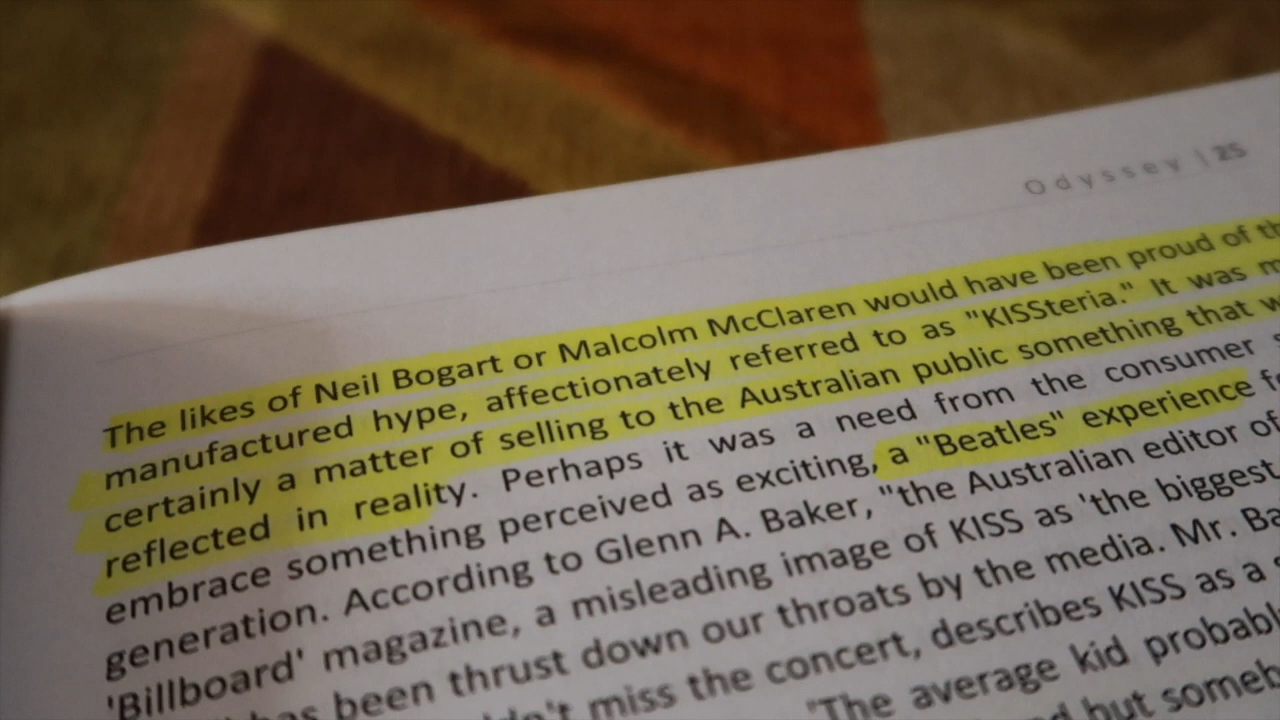 Odyssey | 25
The likes of Neil Bogart or Malcolm McClaren would have been proud of
manufactured hype, affectionately referred to as "KISSteria." It was
certainly a matter of selling to the Australian public something that
reflected in reality. Perhaps it was a need from the consumer
embrace something perceived as exciting, a "Beatles" experience
generation. According to Glenn A. Baker, "the Australian editor of
'Billboard' magazine, a misleading image of KISS as 'the biggest
has been thrust down our throats by the media. Mr.
miss the concert, describes KISS as a
'The average kid
but